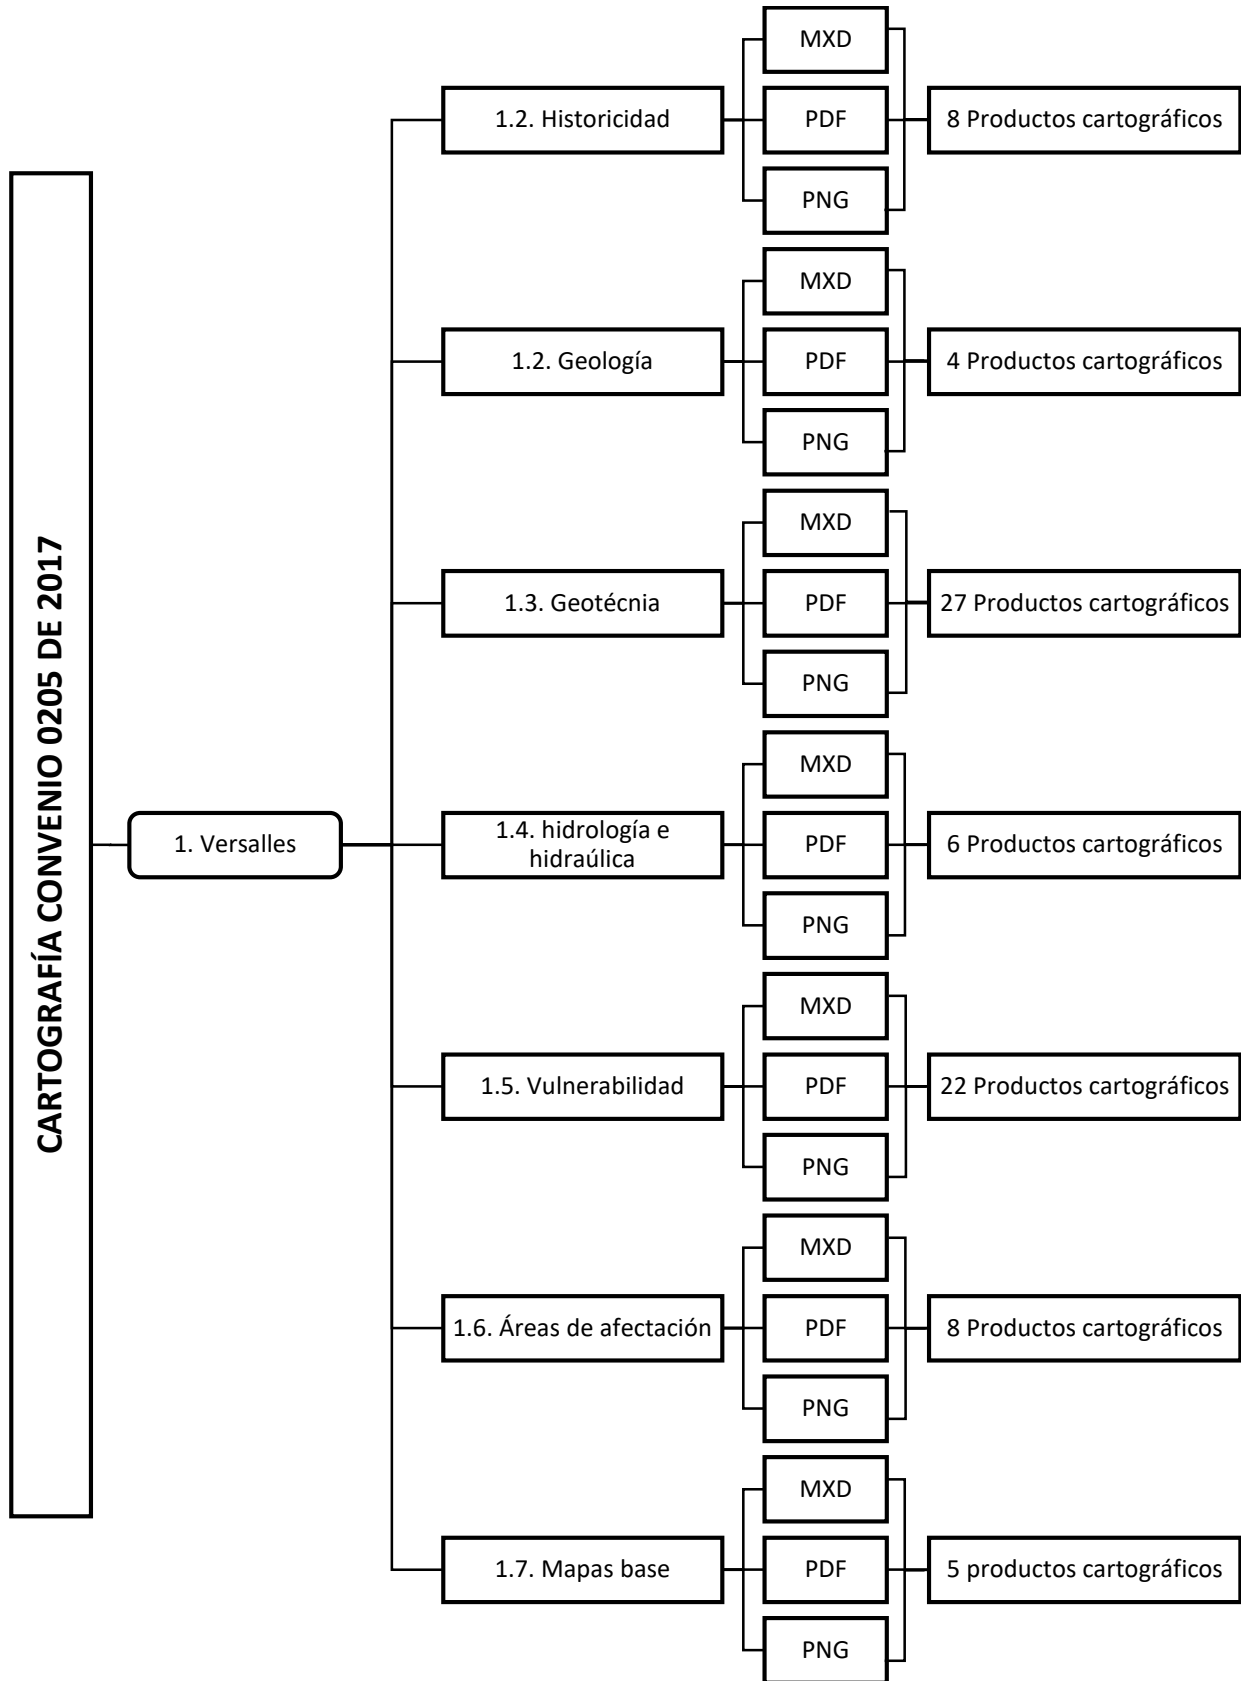 CARTOGRAFÍA CONVENIO 0205 DE 2017
1. Versalles
1.2. Historicidad
MXD
PDF
PNG
8 Productos cartográficos
1.2. Geología
MXD
PDF
PNG
4 Productos cartográficos
1.3. Geotécnia
MXD
PDF
PNG
27 Productos cartográficos
1.4. hidrología e
hidraúlica
MXD
PDF
PNG
6 Productos cartográficos
1.5. Vulnerabilidad
MXD
PDF
PNG
22 Productos cartográficos
1.6. Áreas de afectación
MXD
PDF
PNG
8 Productos cartográficos
1.7. Mapas base
MXD
PDF
PNG
5 productos cartográficos